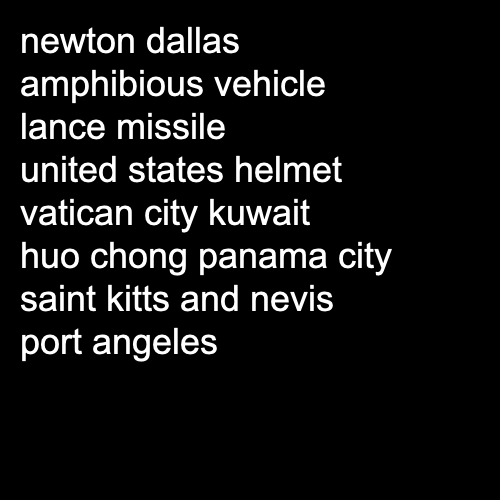 newton dallas
amphibious vehicle
lance missile
united states helmet
vatican city kuwait
huo chong panama city
saint kitts and nevis
port angeles